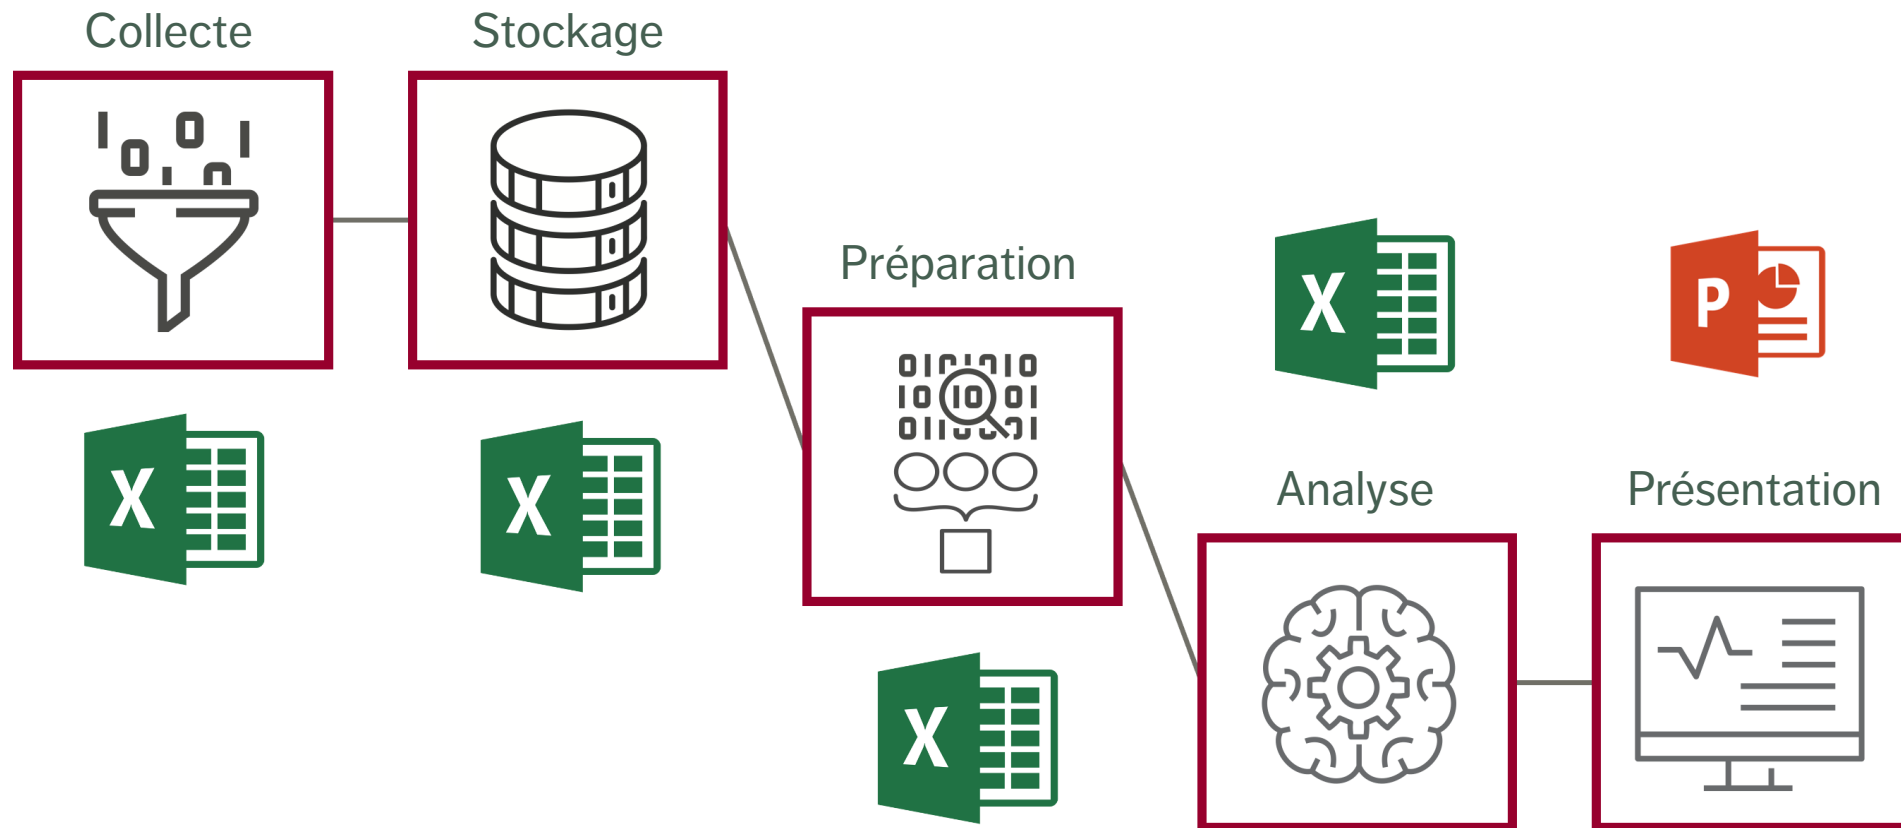 Collecte
Stockage
Préparation
Analyse
Présentation
X
X
X
X
P